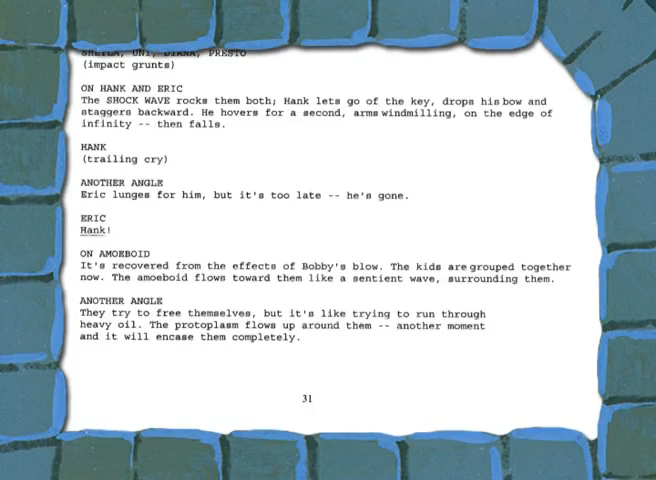 SHEILA, UNI, DIANA, PRESTO
(impact grunts)
ON HANK AND ERIC
The SHOCK WAVE rocks them both; Hank lets go of the key, drops his bow and
staggers backward. He hovers for a second, arms windmilling, on the edge of
infinity -- then falls.
HANK
(trailing cry)
ANOTHER ANGLE
Eric lunges for him, but it's too late -- he's gone.
ERIC
Hank!
ON AMOEBOID
It's recovered from the effects of Bobby's blow. The kids are grouped together
now. The amoeboid flows toward them like a sentient wave, surrounding them.
ANOTHER ANGLE
They try to free themselves, but it's like trying to run through
heavy oil. The protoplasm flows up around them -- another moment
and it will encase them completely.
31